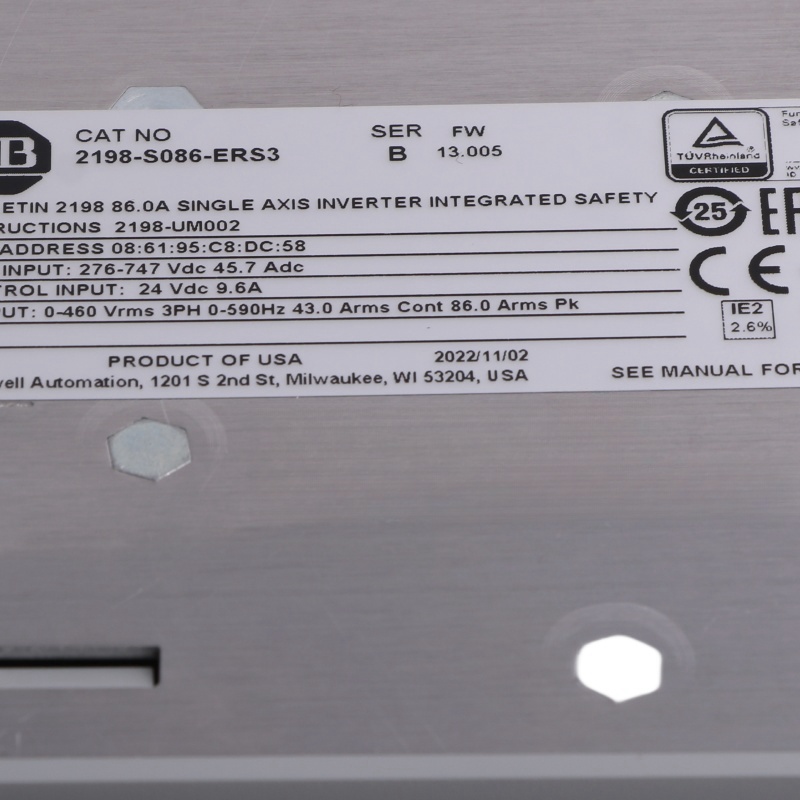 B
CAT NO
2198-S086-ERS3
SER
B
FW
13.005
TÜVRheinland
CERTIFIED
ETIN 2198 86.0A SINGLE AXIS INVERTER INTEGRATED SAFETY
RUCTIONS 2198-UM002
ADDRESS 08:61:95:C8:DC:58
INPUT: 276-747 Vdc 45.7 Adc
TROL INPUT: 24 Vdc 9.6A
UT: 0-460 Vrms 3PH 0-590Hz 43.0 Arms Cont 86.0 Arms Pk
25
CE
IE2
2.6%
PRODUCT OF USA
2022/11/02
vell Automation, 1201 S 2nd St, Milwaukee, WI 53204, USA
SEE MANUAL FOR